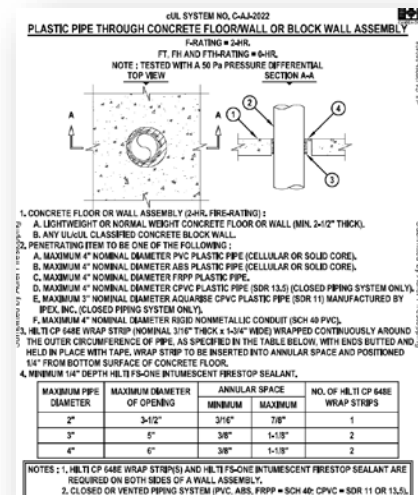 cUL SYSTEM NO. C-AJ-2022
PLASTIC PIPE THROUGH CONCRETE FLOOR/WALL OR BLOCK WALL ASSEMBLY
F-RATING = 2-HR.
FT, FH AND FTH-RATING = 0-HR.
NOTE : TESTED WITH A 50 Pa PRESSURE DIFFERENTIAL
TOP VIEW
SECTION A-A
A
A
1
2
4
3
1. CONCRETE FLOOR OR WALL ASSEMBLY (2-HR. FIRE-RATING) :
A. LIGHTWEIGHT OR NORMAL WEIGHT CONCRETE FLOOR OR WALL (MIN. 2-1/2" THICK).
B. ANY UL/cUL CLASSIFIED CONCRETE BLOCK WALL.
2. PENETRATING ITEM TO BE ONE OF THE FOLLOWING :
A. MAXIMUM 4" NOMINAL DIAMETER PVC PLASTIC PIPE (CELLULAR OR SOLID CORE).
B. MAXIMUM 4" NOMINAL DIAMETER ABS PLASTIC PIPE (CELLULAR OR SOLID CORE).
C. MAXIMUM 4" NOMINAL DIAMETER FRPP PLASTIC PIPE.
D. MAXIMUM 4" NOMINAL DIAMETER CPVC PLASTIC PIPE (SDR 13.5) (CLOSED PIPING SYSTEM ONLY).
E. MAXIMUM 3" NOMINAL DIAMETER AQUARISE CPVC PLASTIC PIPE (SDR 11) MANUFACTURED BY
IPEX, INC. (CLOSED PIPING SYSTEM ONLY).
F. MAXIMUM 4" NOMINAL DIAMETER RIGID NONMETALLIC CONDUIT (SCH 40 PVC).
3. HILTI CP 648E WRAP STRIP (NOMINAL 3/16" THICK x 1-3/4" WIDE) WRAPPED CONTINUOUSLY AROUND
THE OUTER CIRCUMFERENCE OF PIPE, AS SPECIFIED IN THE TABLE BELOW, WITH ENDS BUTTED AND
HELD IN PLACE WITH TAPE. WRAP STRIP TO BE INSERTED INTO ANNULAR SPACE AND POSITIONED
1/4" FROM BOTTOM SURFACE OF CONCRETE FLOOR.
4. MINIMUM 1/4" DEPTH HILTI FS-ONE INTUMESCENT FIRESTOP SEALANT.
MAXIMUM PIPE DIAMETER MAXIMUM DIAMETER OF OPENING ANNULAR SPACE NO. OF HILTI CP 648E WRAP STRIPS
MINIMUM MAXIMUM
2" 3-1/2" 3/16" 7/8" 1
3" 5" 3/8" 1-1/8" 2
4" 6" 3/8" 1-1/8" 2
NOTES : 1. HILTI CP 648E WRAP STRIP(S) AND HILTI FS-ONE INTUMESCENT FIRESTOP SEALANT ARE
REQUIRED ON BOTH SIDES OF A WALL ASSEMBLY.
2. CLOSED OR VENTED PIPING SYSTEM (PVC, ABS, FRPP = SCH 40; CPVC = SDR 11 OR 13.5).